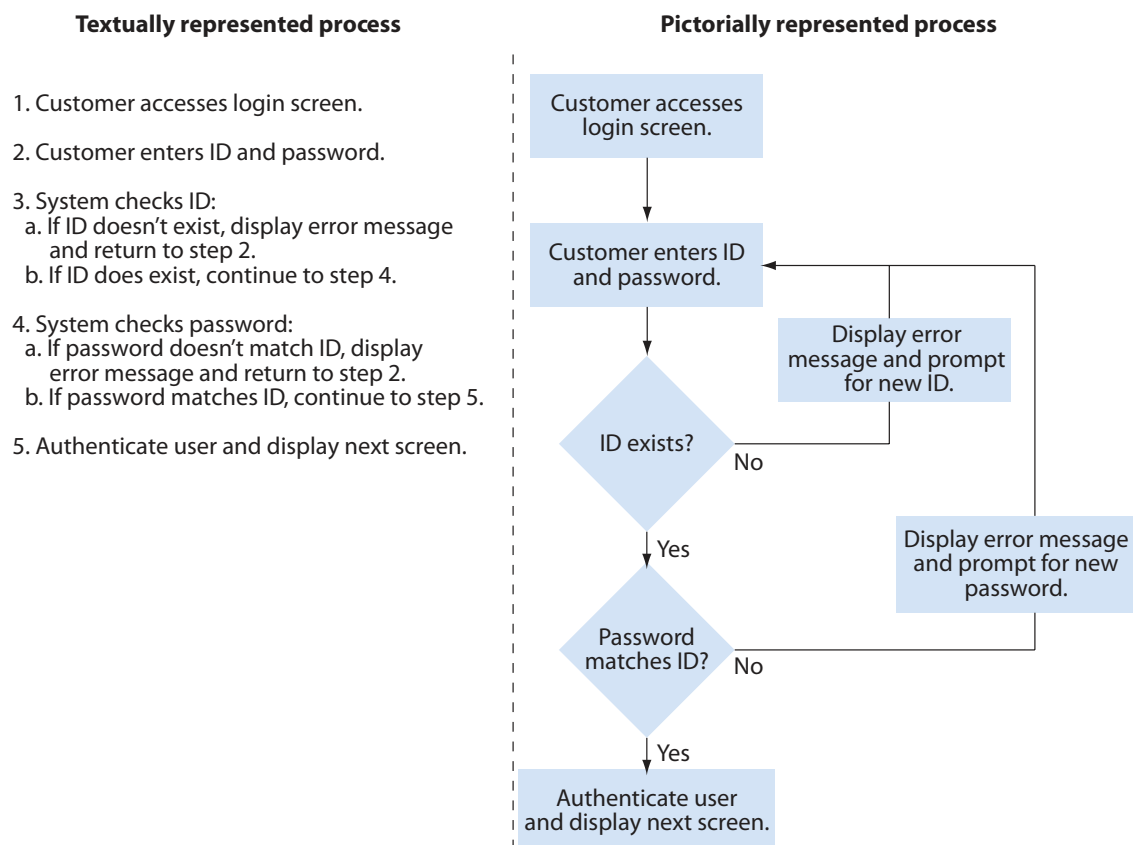 Textually represented process
1. Customer accesses login screen.
2. Customer enters ID and password.
3. System checks ID:
a. If ID doesn’t exist, display error message
and return to step 2.
b. If ID does exist, continue to step 4.
4. System checks password:
a. If password doesn’t match ID, display
error message and return to step 2.
b. If password matches ID, continue to step 5.
5. Authenticate user and display next screen.
Pictorially represented process
Customer accesses
login screen.
Customer enters ID
and password.
Display error
message and prompt
for new ID.
ID exists?
No
Yes
Display error message
and prompt for new
password.
Password
matches ID?
No
Yes
Authenticate user
and display next screen.